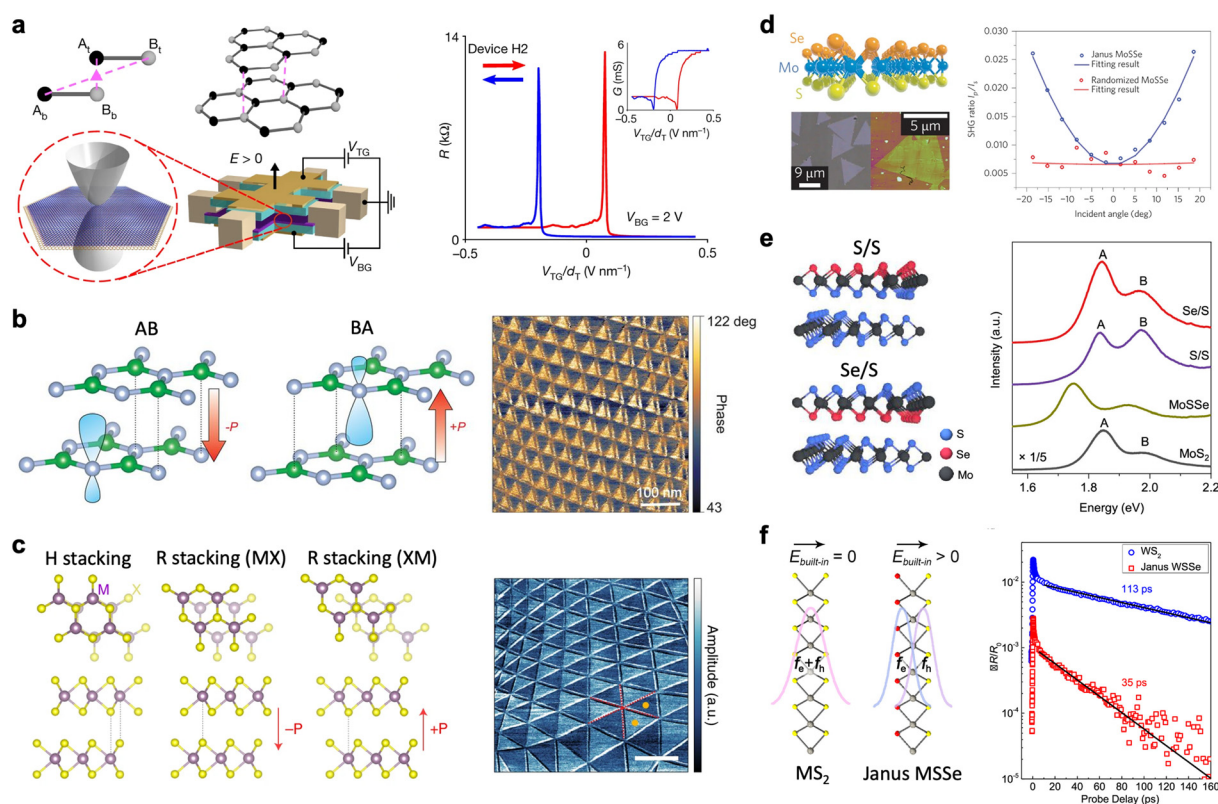 a
A_t
B_t
A_b
B_b
E > 0
V_TG
V_BG
Device H2
14
R (kΩ)
0
-0.5
0
0.5
V_TG/d_T (V nm⁻¹)
V_BG = 2 V
6
G (mS)
0
-0.5
0
0.5
V_TG/d_T (V nm⁻¹)
b
AB
BA
-P
+P
100 nm
122 deg
Phase
43
c
H stacking
R stacking (MX)
R stacking (XM)
M
X
−P
+P
Amplitude (a.u.)
d
Se
Mo
S
9 μm
5 μm
SHG ratio I_p/I_s
0.030
0.025
0.020
0.015
0.010
0.005
Janus MoSSe
Fitting result
Randomized MoSSe
Fitting result
−20
−15
−10
−5
0
5
10
15
20
Incident angle (deg)
e
S/S
Se/S
S
Se
Mo
Intensity (a.u.)
A
B
Se/S
A
B
S/S
MoSSe
A
B
× 1/5
MoS₂
1.6
1.8
2.0
2.2
Energy (eV)
f
E_built-in = 0
E_built-in > 0
f_e+f_h
f_e
f_h
MS₂
Janus MSSe
WS₂
Janus WSSe
113 ps
35 ps
R/R₀
10⁻²
10⁻³
10⁻⁴
10⁻⁵
0
20
40
60
80
100
120
140
160
Probe Delay (ps)